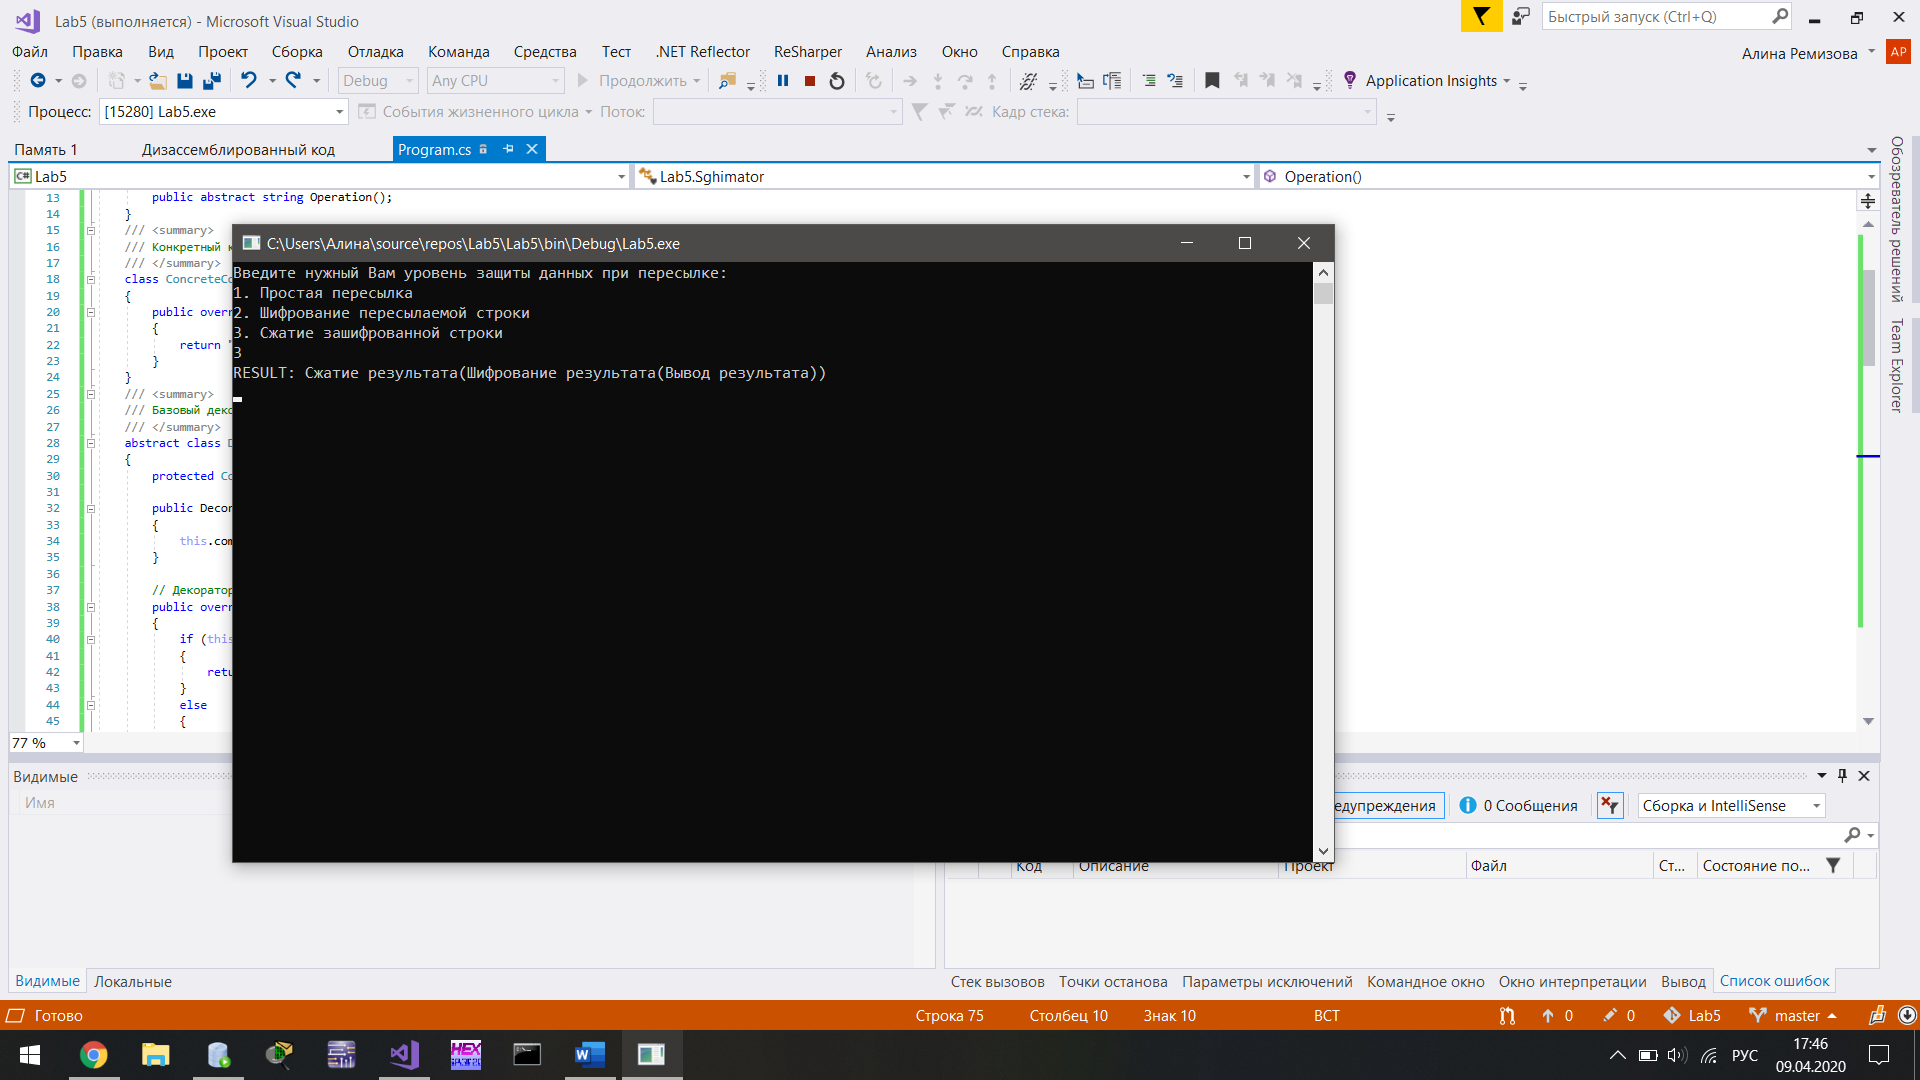 Lab5 (выполняется) - Microsoft Visual Studio
Быстрый запуск (Ctrl+Q)
Файл Правка Вид Проект Сборка Отладка Команда Средства Тест .NET Reflector ReSharper Анализ Окно Справка
Алина Ремизова AP
Debug Any CPU Продолжить Application Insights
Процесс: [15280] Lab5.exe События жизненного цикла Поток: Кадр стека:
Память 1 Дизассемблированный код Program.cs
C# Lab5 Lab5.Sghimator Operation()
13 public abstract string Operation();
14 }
15 /// <summary>
16 /// Конкретный
17 /// </summary>
18 class ConcreteCo
19 {
20 public overr
21 {
22 return "
23 }
24 }
25 /// <summary>
26 /// Базовый деко
27 /// </summary>
28 abstract class D
29 {
30 protected Co
31
32 public Decor
33 {
34 this.com
35 }
36
37 // Декоратор
38 public overr
39 {
40 if (this
41 {
42 retu
43 }
44 else
45 {
77 %
C:\Users\Алина\source\repos\Lab5\Lab5\bin\Debug\Lab5.exe
Введите нужный Вам уровень защиты данных при пересылке:
1. Простая пересылка
2. Шифрование пересылаемой строки
3. Сжатие зашифрованной строки
3
RESULT: Сжатие результата(Шифрование результата(Вывод результата))
Обозреватель решений
Team Explorer
Видимые
Имя
едупреждения 0 Сообщения Сборка и IntelliSense
Код Описание Проект Файл Ст... Состояние по...
Видимые Локальные
Стек вызовов Точки останова Параметры исключений Командное окно Окно интерпретации Вывод Список ошибок
Готово Строка 75 Столбец 10 Знак 10 ВСТ 0 0 Lab5 master
HEX
РУС
17:46
09.04.2020